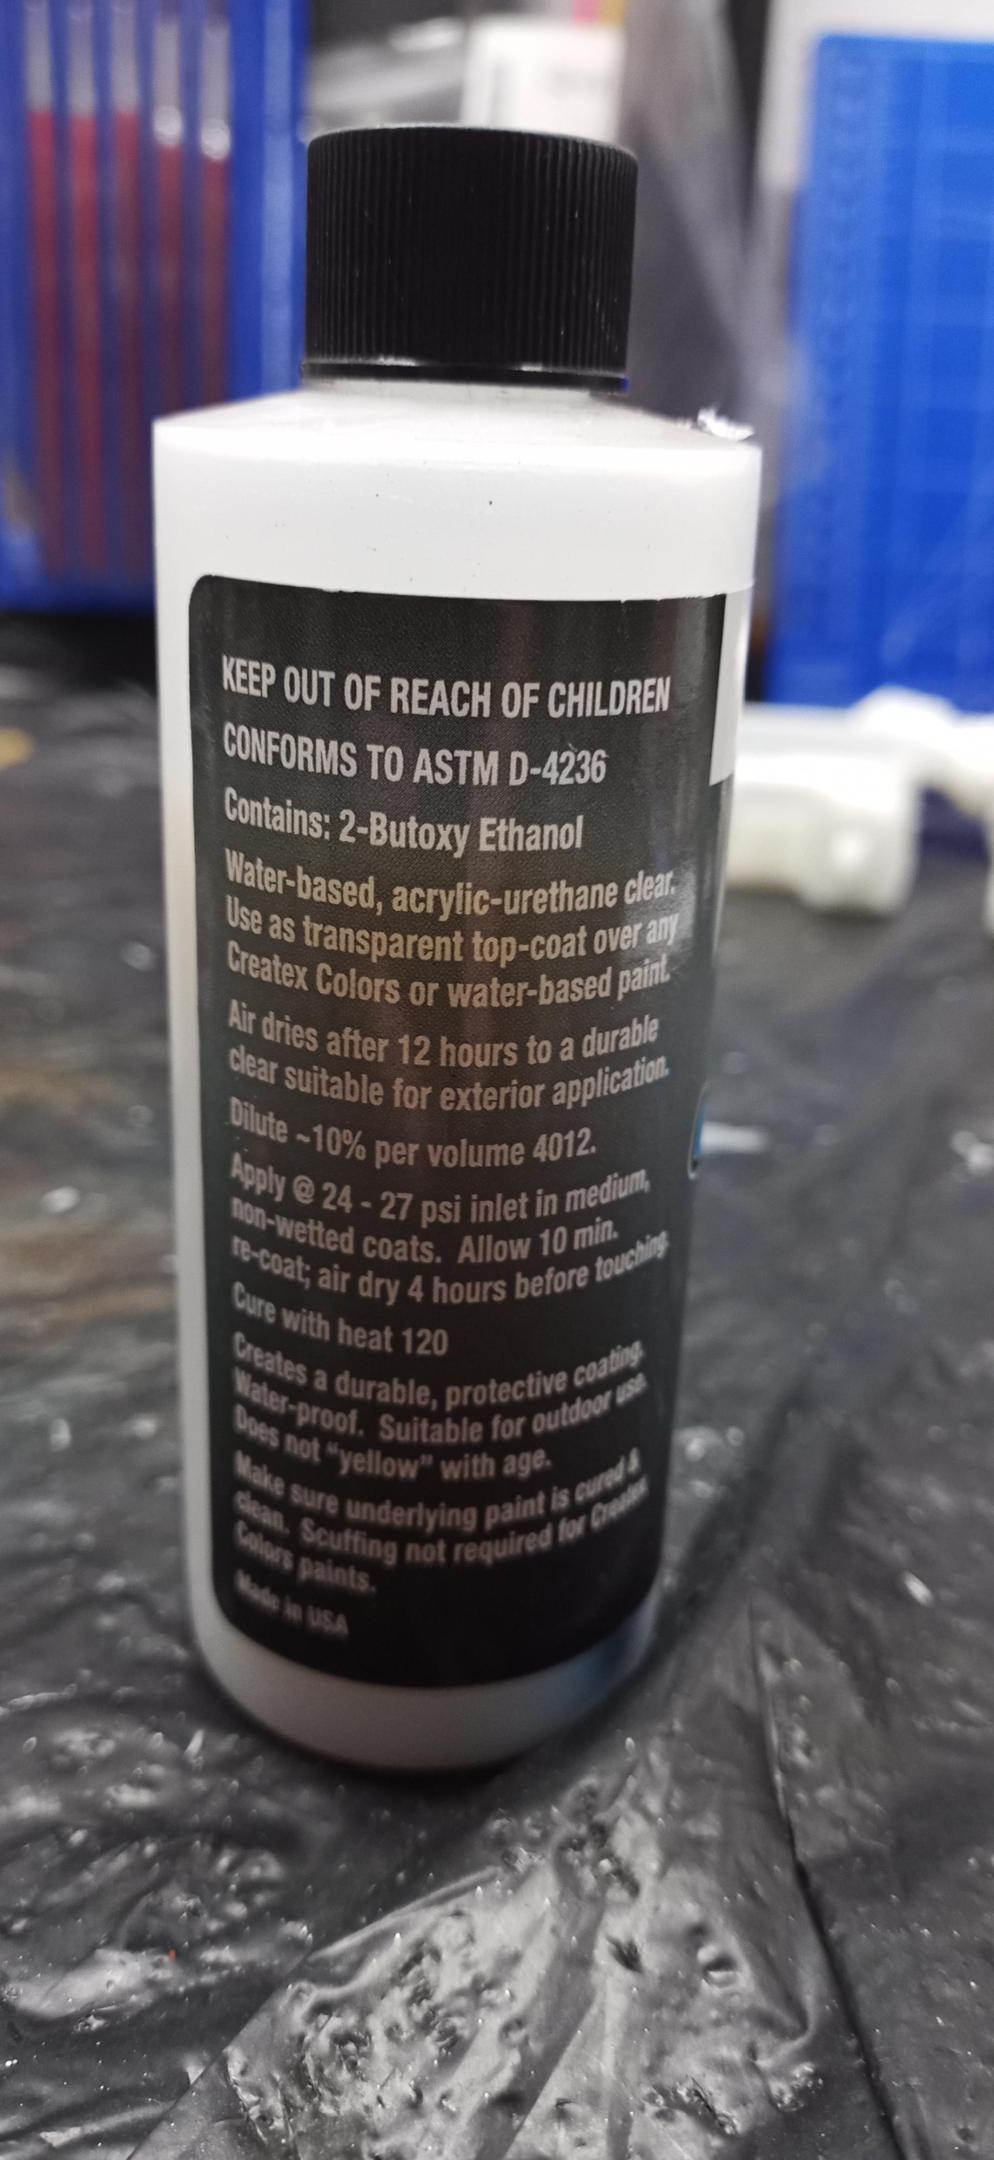 KEEP OUT OF REACH OF CHILDREN
CONFORMS TO ASTM D-4236
Contains: 2-Butoxy Ethanol
Water-based, acrylic-urethane clear.
Use as transparent top-coat over any
Createx Colors or water-based paint.
Air dries after 12 hours to a durable
clear suitable for exterior application.
Dilute ~10% per volume 4012.
Apply @ 24 - 27 psi inlet in medium,
non-wetted coats. Allow 10 min.
re-coat; air dry 4 hours before touching.
Cure with heat 120
Creates a durable, protective coating.
Water-proof. Suitable for outdoor use.
Does not “yellow” with age.
Make sure underlying paint is cured &
clean. Scuffing not required for Createx
Colors paints.
Made in USA